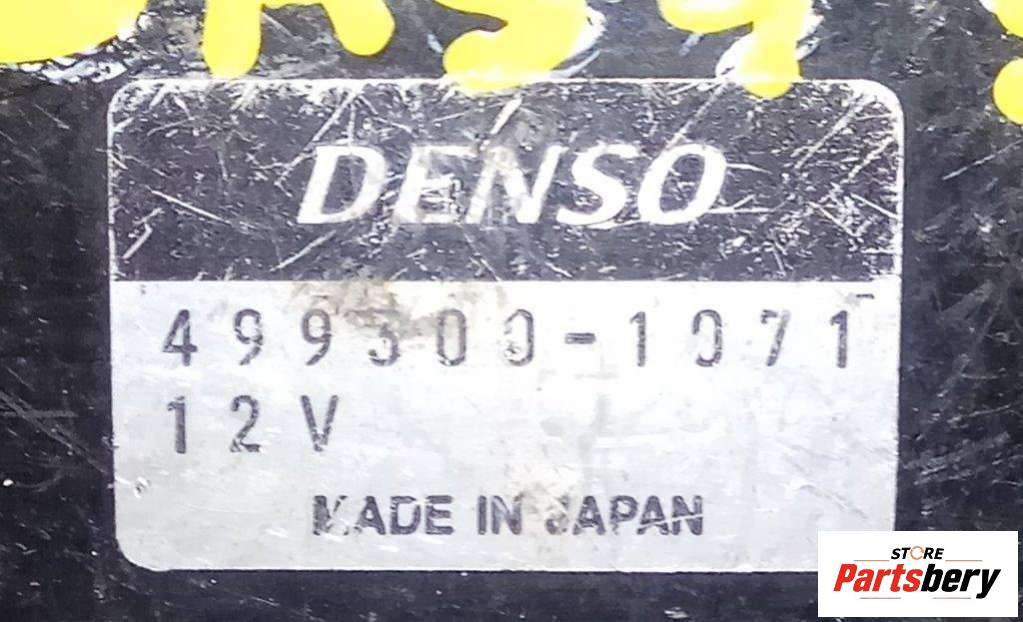 DENSO
499300-1071
12V
MADE IN JAPAN
STORE
Partsbery